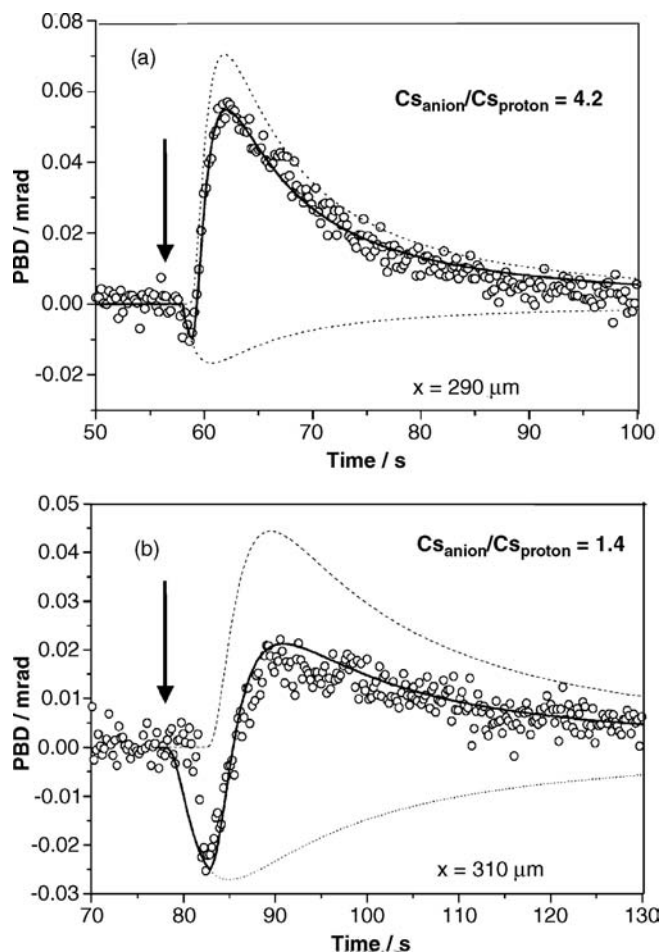 0.08
(a)
Cs_anion/Cs_proton = 4.2
0.06
0.04
PBD / mrad
0.02
0.00
-0.02
x = 290 μm
50 60 70 80 90 100
Time / s
0.05
(b)
Cs_anion/Cs_proton = 1.4
0.04
0.03
0.02
PBD / mrad
0.01
0.00
-0.01
-0.02
x = 310 μm
-0.03
70 80 90 100 110 120 130
Time / s